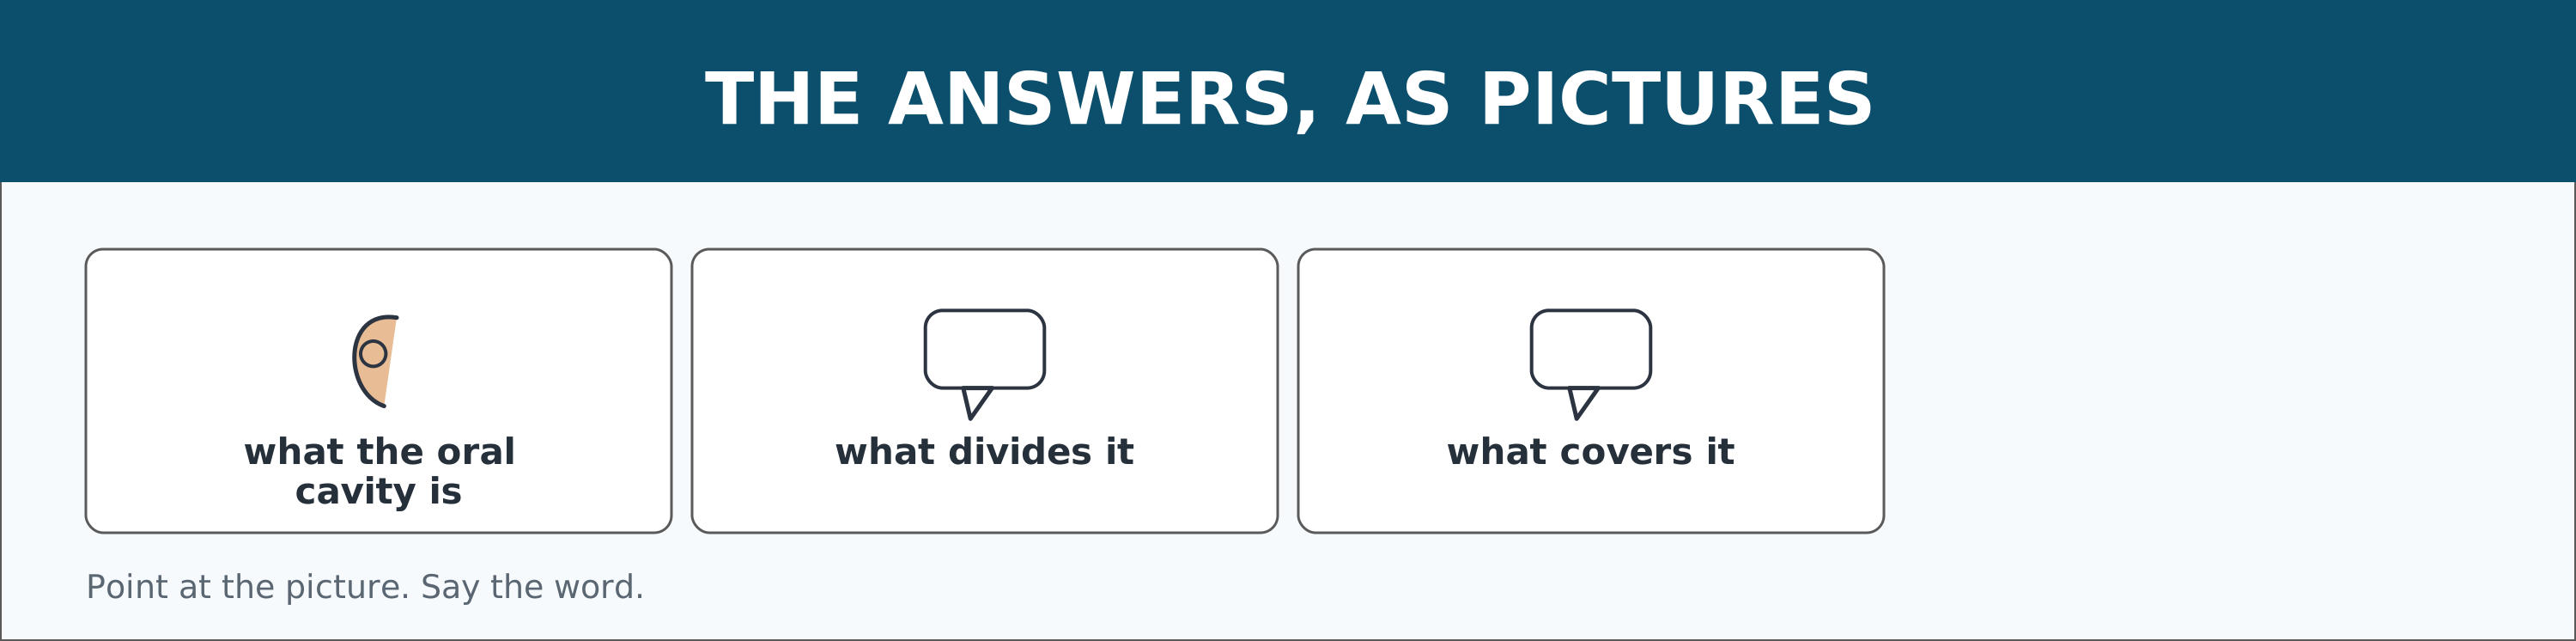 THE ANSWERS, AS PICTURES
what the oral
cavity is
what divides it
what covers it
Point at the picture. Say the word.